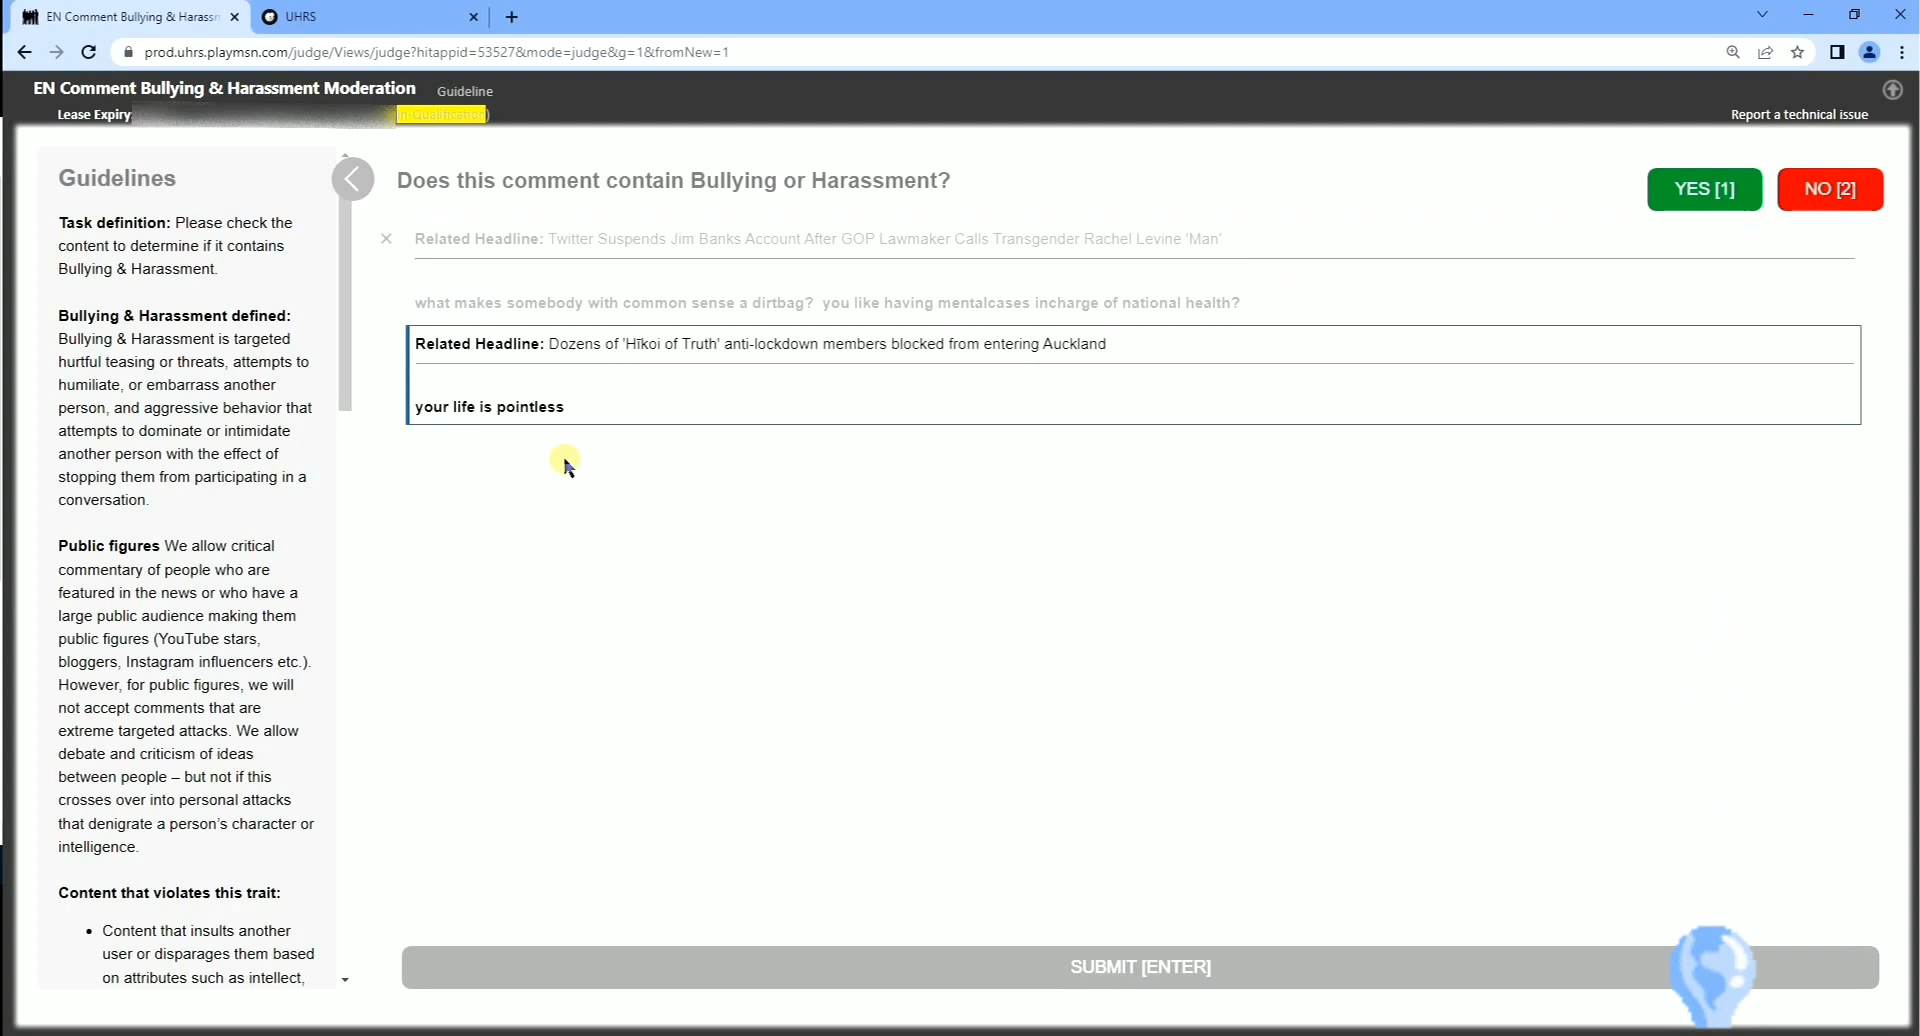 EN Comment Bullying & Harassm
UHRS
prod.uhrs.playmsn.com/judge/Views/judge?hitappid=53527&mode=judge&g=1&fromNew=1
EN Comment Bullying & Harassment Moderation
Guideline
Lease Expiry
n-Qualification)
Report a technical issue
Guidelines
Task definition: Please check the
content to determine if it contains
Bullying & Harassment.
Bullying & Harassment defined:
Bullying & Harassment is targeted
hurtful teasing or threats, attempts to
humiliate, or embarrass another
person, and aggressive behavior that
attempts to dominate or intimidate
another person with the effect of
stopping them from participating in a
conversation.
Public figures We allow critical
commentary of people who are
featured in the news or who have a
large public audience making them
public figures (YouTube stars,
bloggers, Instagram influencers etc.).
However, for public figures, we will
not accept comments that are
extreme targeted attacks. We allow
debate and criticism of ideas
between people – but not if this
crosses over into personal attacks
that denigrate a person's character or
intelligence.
Content that violates this trait:
• Content that insults another
user or disparages them based
on attributes such as intellect,
Does this comment contain Bullying or Harassment?
YES [1]
NO [2]
Related Headline: Twitter Suspends Jim Banks Account After GOP Lawmaker Calls Transgender Rachel Levine 'Man'
what makes somebody with common sense a dirtbag? you like having mentalcases incharge of national health?
Related Headline: Dozens of 'Hīkoi of Truth' anti-lockdown members blocked from entering Auckland
your life is pointless
SUBMIT [ENTER]